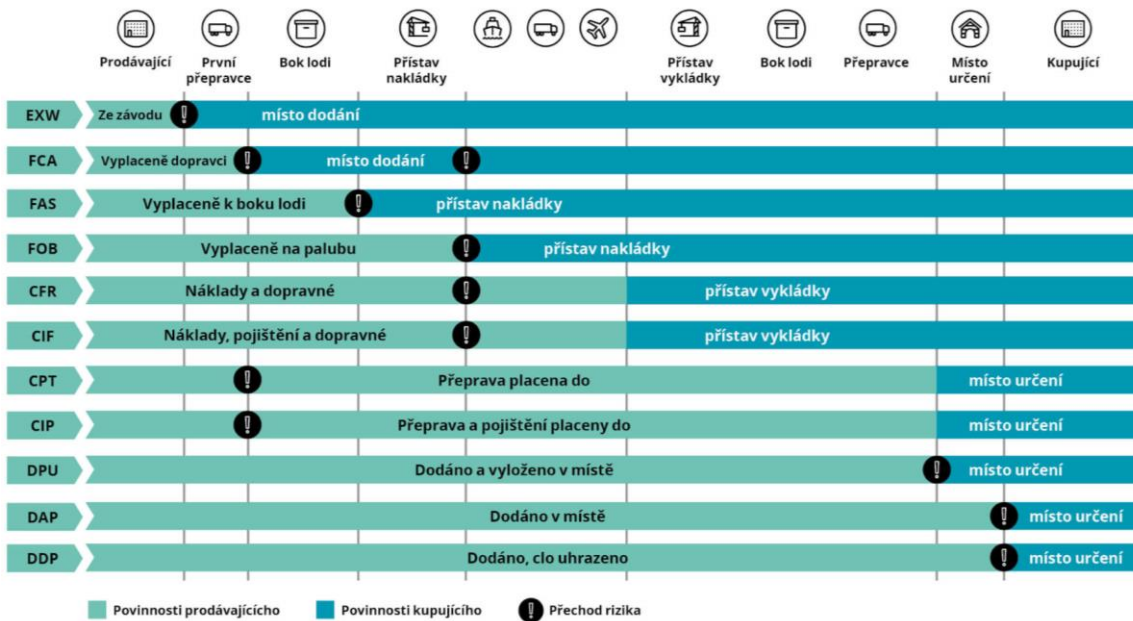 Prodávající
První
přepravce
Bok lodi
Přístav
nakládky
Přístav
vykládky
Bok lodi
Přepravce
Místo
určení
Kupující
EXW Ze závodu ! místo dodání
FCA Vyplaceně dopravci ! místo dodání !
FAS Vyplaceně k boku lodi ! přístav nakládky
FOB Vyplaceně na palubu ! přístav nakládky
CFR Náklady a dopravné ! přístav vykládky
CIF Náklady, pojištění a dopravné ! přístav vykládky
CPT ! Přeprava placena do místo určení
CIP ! Přeprava a pojištění placeny do místo určení
DPU Dodáno a vyloženo v místě ! místo určení
DAP Dodáno v místě ! místo určení
DDP Dodáno, clo uhrazeno ! místo určení
Povinnosti prodávajícícho Povinnosti kupujícího ! Přechod rizika